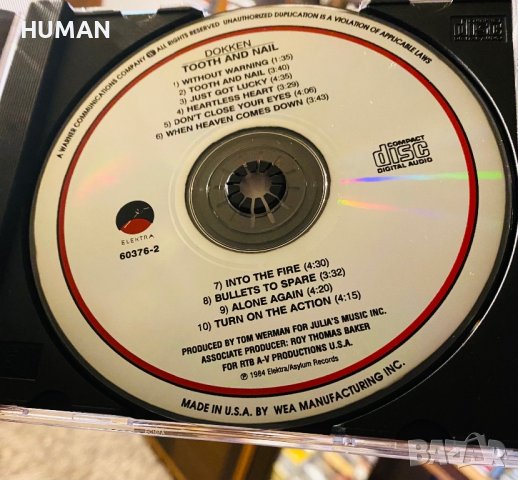 HUMAN
A WARNER COMMUNICATIONS COMPANY ℗ ALL RIGHTS RESERVED. UNAUTHORIZED DUPLICATION IS A VIOLATION OF APPLICABLE LAWS
DOKKEN
TOOTH AND NAIL
1) WITHOUT WARNING (1:35)
2) TOOTH AND NAIL (3:40)
3) JUST GOT LUCKY (4:35)
4) HEARTLESS HEART (3:29)
5) DON'T CLOSE YOUR EYES (4:06)
6) WHEN HEAVEN COMES DOWN (3:43)
COMPACT
disc
DIGITAL AUDIO
ELEKTRA
60376-2
7) INTO THE FIRE (4:30)
8) BULLETS TO SPARE (3:32)
9) ALONE AGAIN (4:20)
10) TURN ON THE ACTION (4:15)
PRODUCED BY TOM WERMAN FOR JULIA'S MUSIC INC.
ASSOCIATE PRODUCER: ROY THOMAS BAKER
FOR RTB A-V PRODUCTIONS U.S.A.
© 1984 Elektra/Asylum Records
MADE IN U.S.A. BY WEA MANUFACTURING INC.
BAZAR